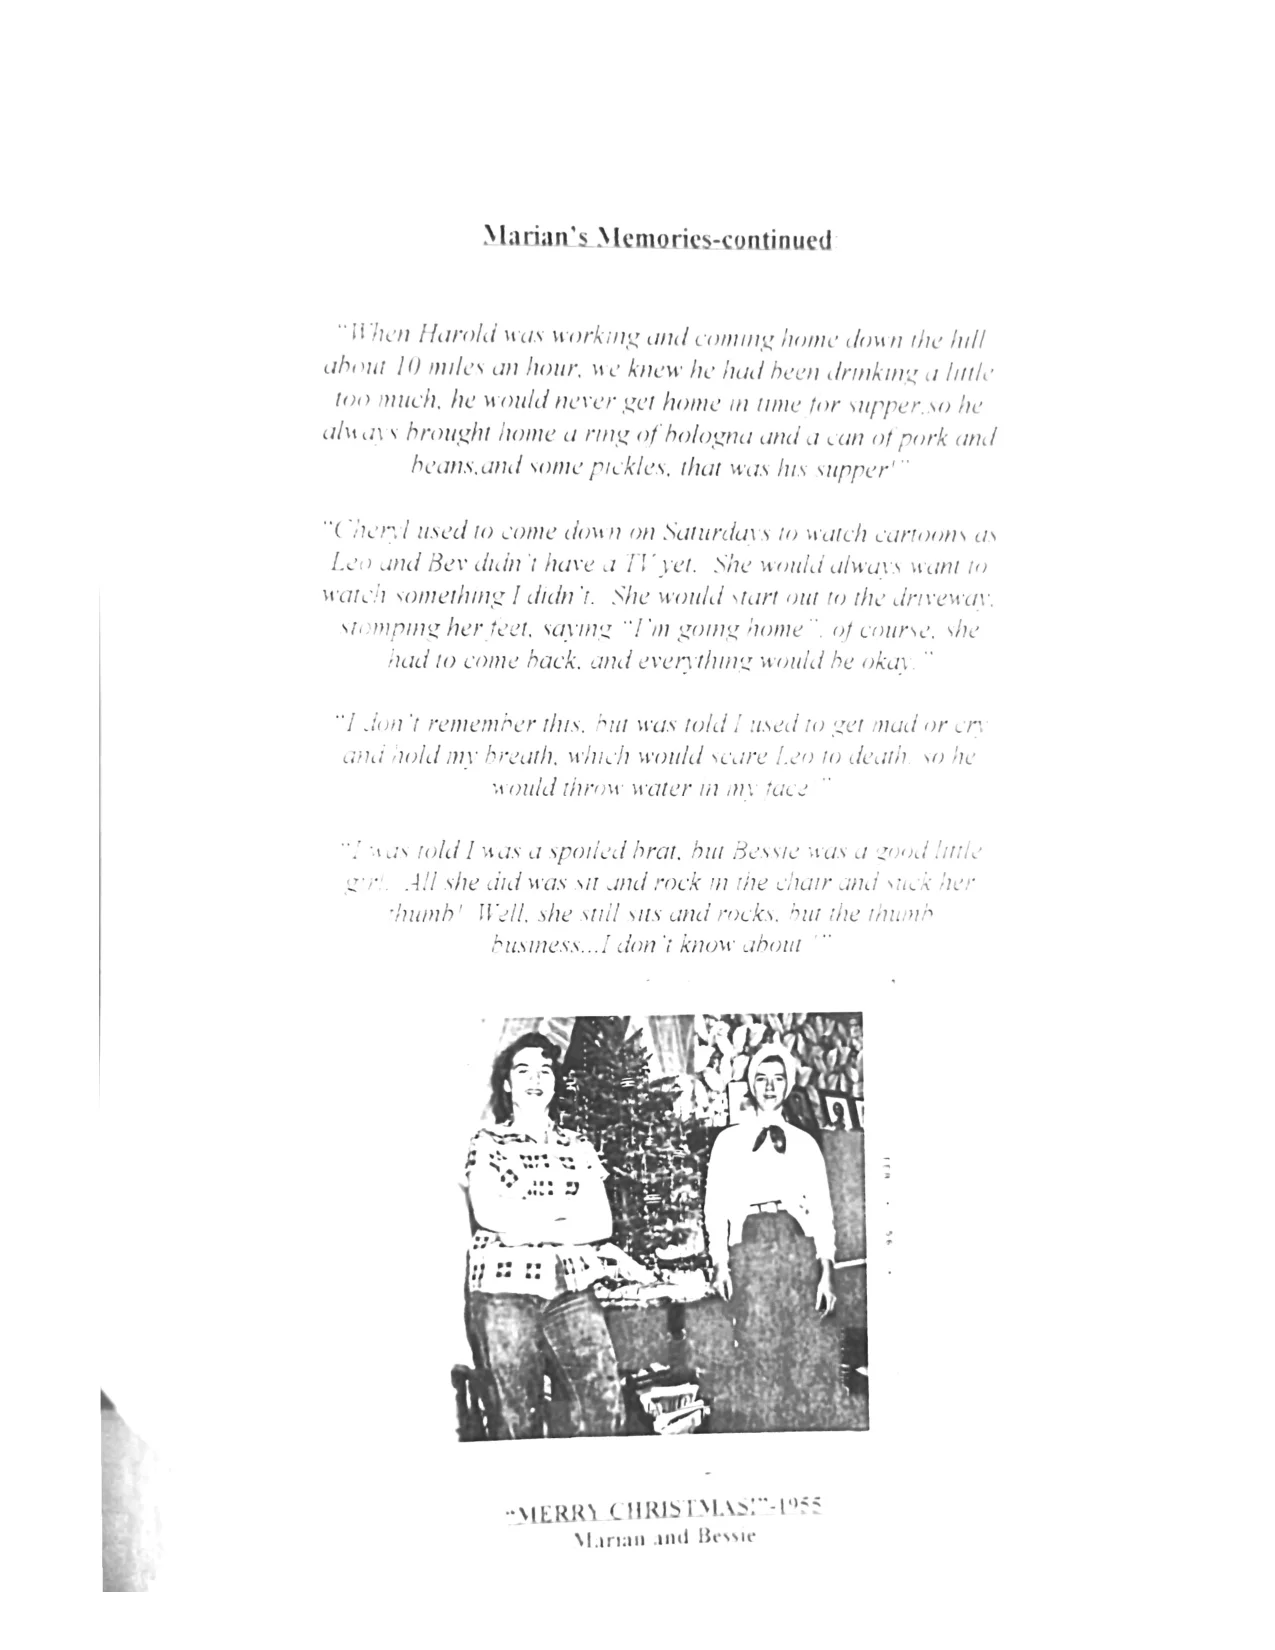 Marian's Memories-continued
"When Harold was working and coming home down the hill
about 10 miles an hour, we knew he had been drinking a little
too much, he would never get home in time for supper,so he
always brought home a ring of bologna and a can of pork and
beans,and some pickles, that was his supper!"
"Cheryl used to come down on Saturdays to watch cartoons as
Leo and Bev didn't have a TV yet. She would always want to
watch something I didn't. She would start out to the driveway,
stomping her feet, saying "I'm going home", of course, she
had to come back, and everything would be okay."
"I don't remember this, but was told I used to get mad or cry
and hold my breath, which would scare Leo to death, so he
would throw water in my face."
"I was told I was a spoiled brat, but Bessie was a good little
girl. All she did was sit and rock in the chair and suck her
thumb! Well, she still sits and rocks, but the thumb
business...I don't know about !"
"MERRY CHRISTMAS!"-1955
Marian and Bessie